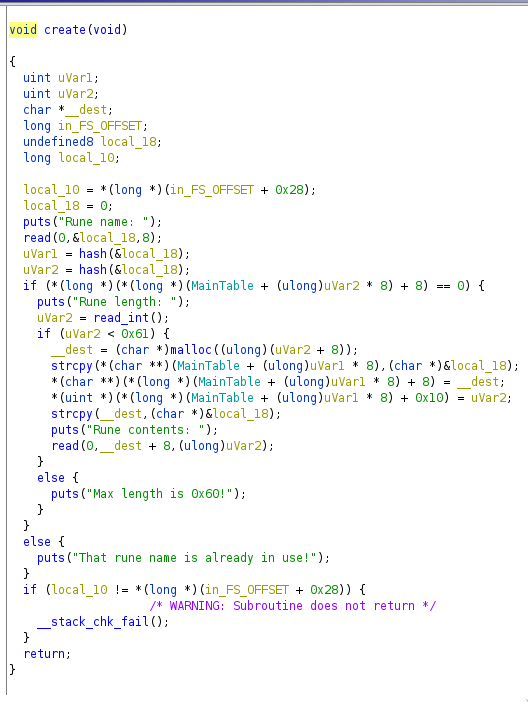 void create(void)
{
  uint uVar1;
  uint uVar2;
  char *__dest;
  long in_FS_OFFSET;
  undefined8 local_18;
  long local_10;
  local_10 = *(long *)(in_FS_OFFSET + 0x28);
  local_18 = 0;
  puts("Rune name: ");
  read(0,&local_18,8);
  uVar1 = hash(&local_18);
  uVar2 = hash(&local_18);
  if (*(long *)(*(long *)(MainTable + (ulong)uVar2 * 8) + 8) == 0) {
    puts("Rune length: ");
    uVar2 = read_int();
    if (uVar2 < 0x61) {
      __dest = (char *)malloc((ulong)(uVar2 + 8));
      strcpy(*(char **)(MainTable + (ulong)uVar1 * 8),(char *)&local_18);
      *(char **)(*(long *)(MainTable + (ulong)uVar1 * 8) + 8) = __dest;
      *(uint *)(*(long *)(MainTable + (ulong)uVar1 * 8) + 0x10) = uVar2;
      strcpy(__dest,(char *)&local_18);
      puts("Rune contents: ");
      read(0,__dest + 8,(ulong)uVar2);
    }
    else {
      puts("Max length is 0x60!");
    }
  }
  else {
    puts("That rune name is already in use!");
  }
  if (local_10 != *(long *)(in_FS_OFFSET + 0x28)) {
                    /* WARNING: Subroutine does not return */
    __stack_chk_fail();
  }
  return;
}